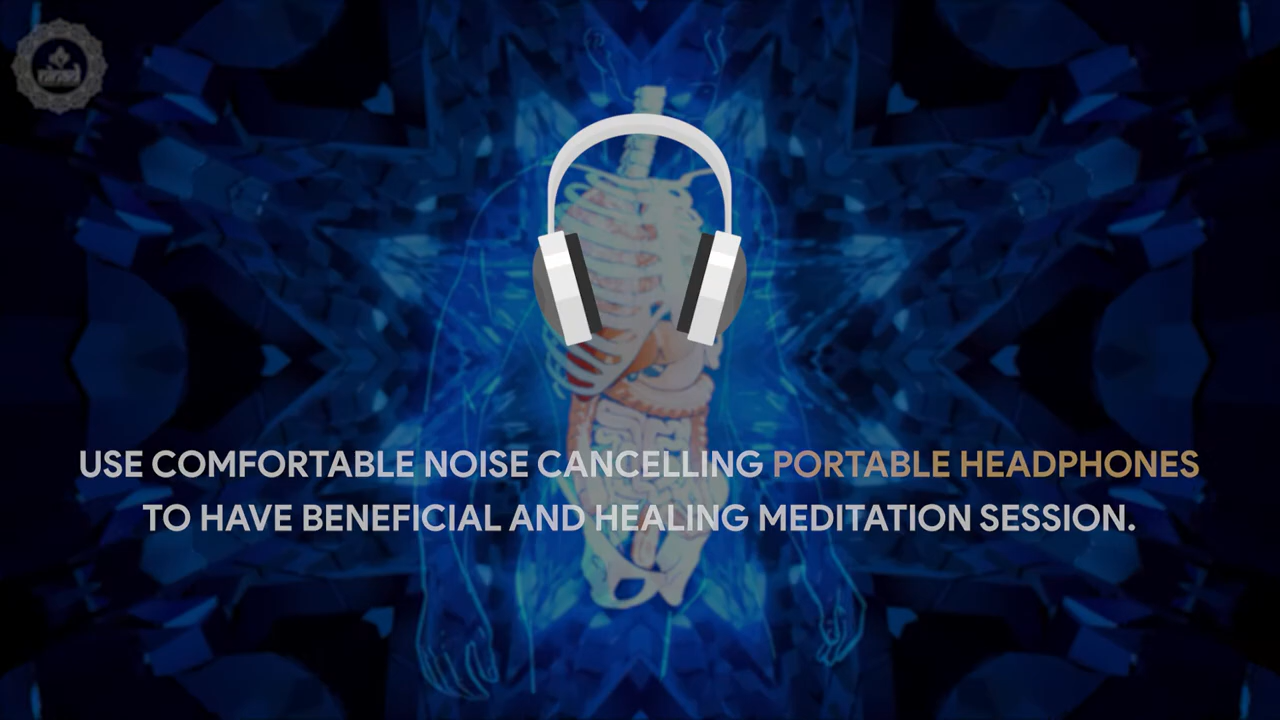 USE COMFORTABLE NOISE CANCELLING PORTABLE HEADPHONES
TO HAVE BENEFICIAL AND HEALING MEDITATION SESSION.